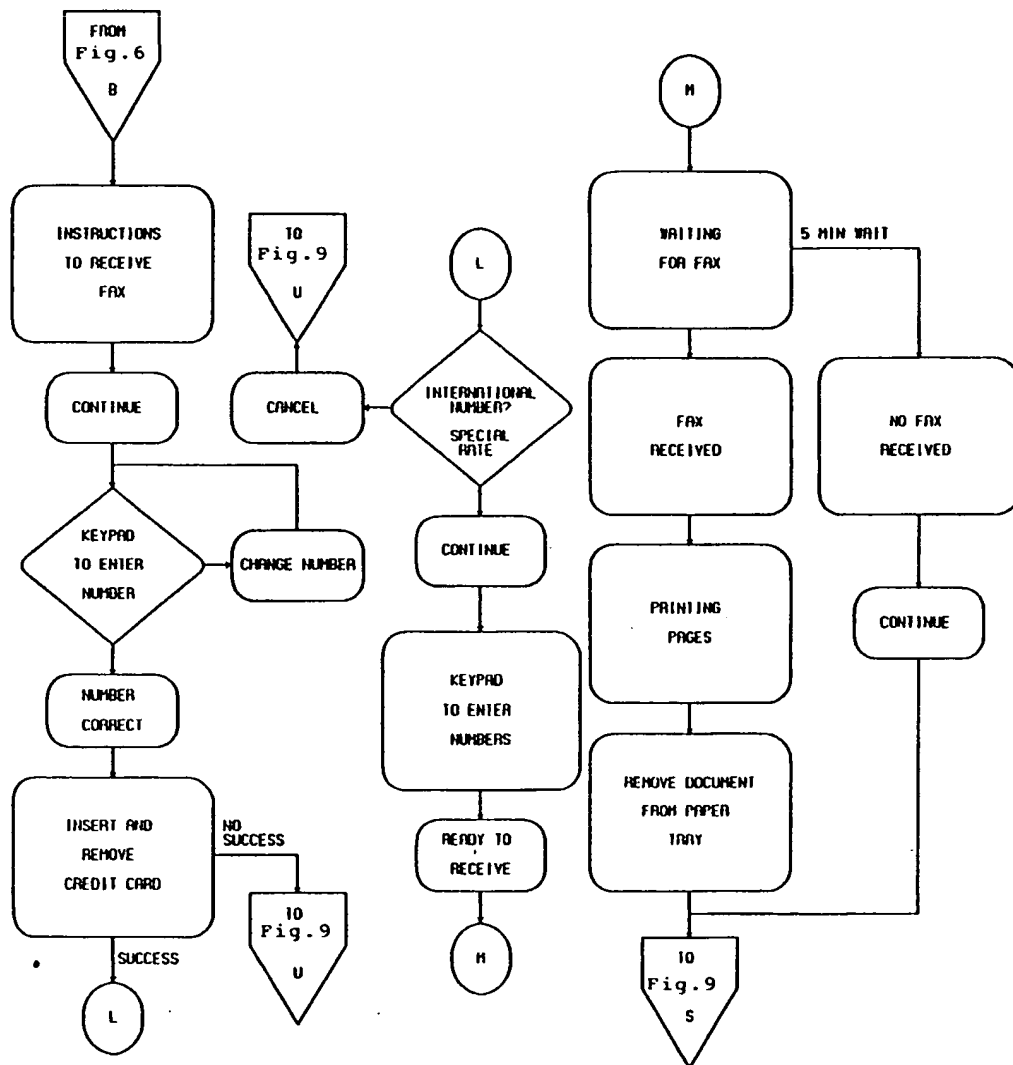 FROM
Fig.6
B
INSTRUCTIONS
TO RECEIVE
FAX
CONTINUE
KEYPAD
TO ENTER
NUMBER
CHANGE NUMBER
NUMBER
CORRECT
INSERT AND
REMOVE
CREDIT CARD
NO
SUCCESS
TO
Fig.9
U
SUCCESS
L
TO
Fig.9
U
CANCEL
L
INTERNATIONAL
NUMBER?
SPECIAL
RATE
CONTINUE
KEYPAD
TO ENTER
NUMBERS
READY TO
RECEIVE
M
M
WAITING
FOR FAX
5 MIN WAIT
FAX
RECEIVED
NO FAX
RECEIVED
PRINTING
PAGES
CONTINUE
REMOVE DOCUMENT
FROM PAPER
TRAY
TO
Fig.9
S